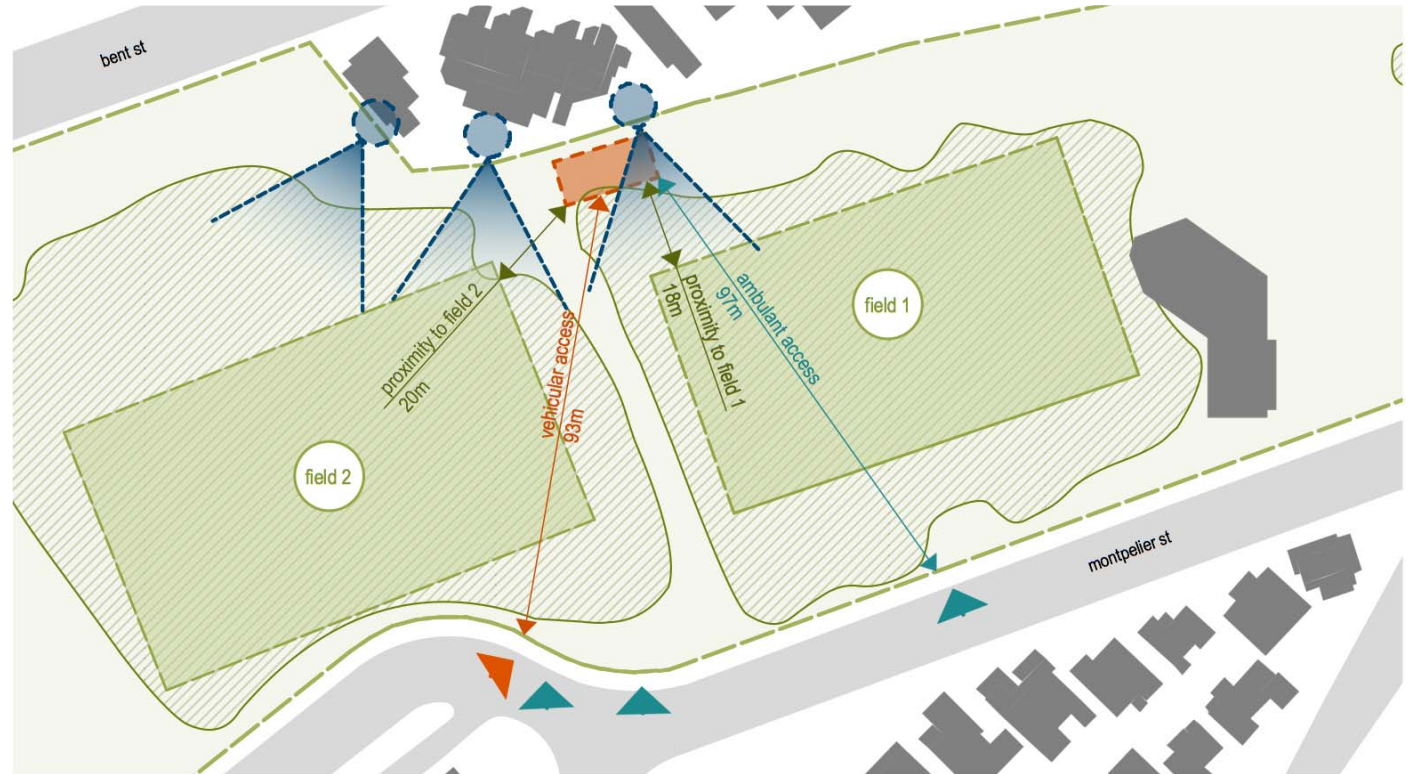 bent st
proximity to field 2
20m
vehicular access
93m
proximity to field 1
18m
ambulant access
97m
field 1
field 2
montpelier st